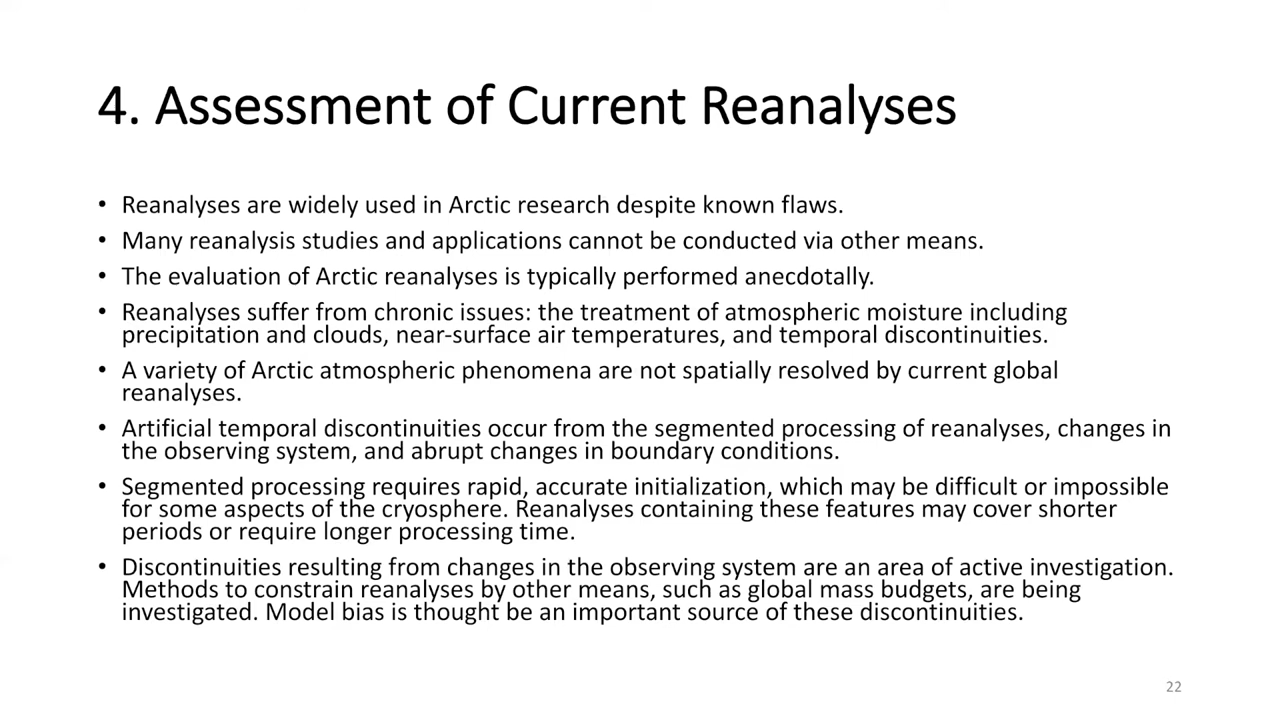 4. Assessment of Current Reanalyses
• Reanalyses are widely used in Arctic research despite known flaws.
• Many reanalysis studies and applications cannot be conducted via other means.
• The evaluation of Arctic reanalyses is typically performed anecdotally.
• Reanalyses suffer from chronic issues: the treatment of atmospheric moisture including
precipitation and clouds, near-surface air temperatures, and temporal discontinuities.
• A variety of Arctic atmospheric phenomena are not spatially resolved by current global
reanalyses.
• Artificial temporal discontinuities occur from the segmented processing of reanalyses, changes in
the observing system, and abrupt changes in boundary conditions.
• Segmented processing requires rapid, accurate initialization, which may be difficult or impossible
for some aspects of the cryosphere. Reanalyses containing these features may cover shorter
periods or require longer processing time.
• Discontinuities resulting from changes in the observing system are an area of active investigation.
Methods to constrain reanalyses by other means, such as global mass budgets, are being
investigated. Model bias is thought be an important source of these discontinuities.
22